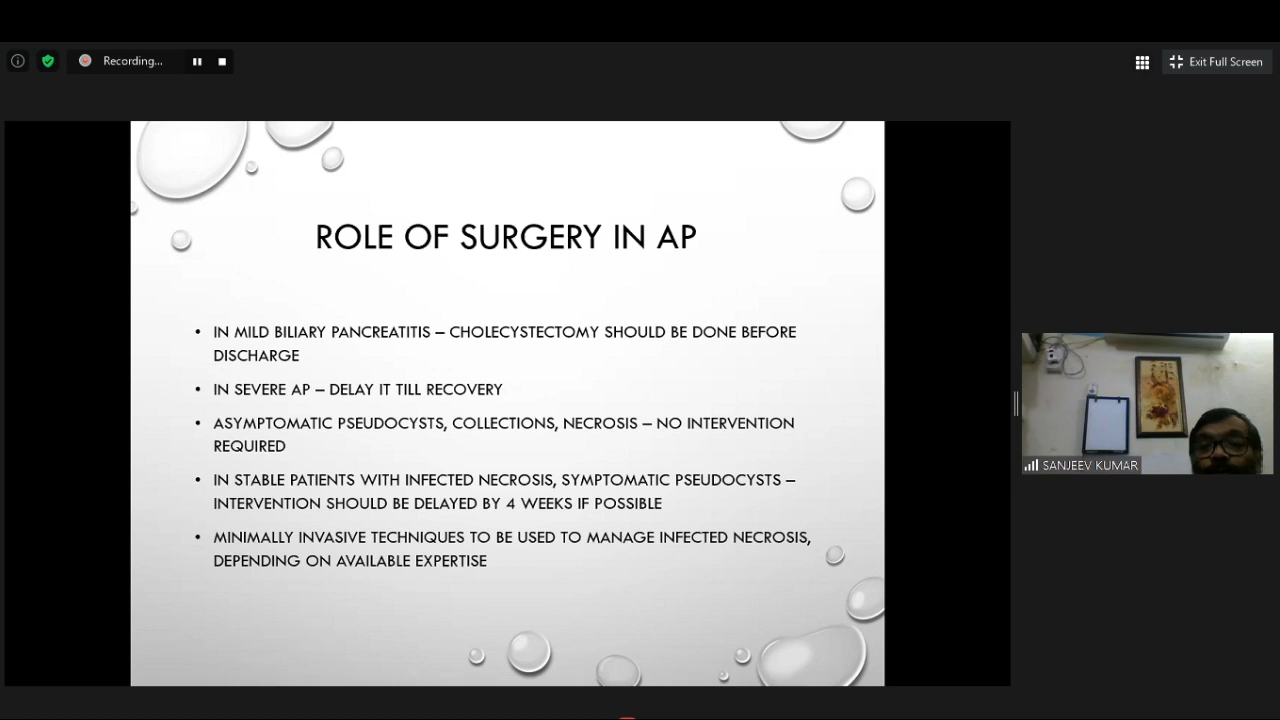 Recording...
Exit Full Screen
ROLE OF SURGERY IN AP
• IN MILD BILIARY PANCREATITIS – CHOLECYSTECTOMY SHOULD BE DONE BEFORE
DISCHARGE
• IN SEVERE AP – DELAY IT TILL RECOVERY
• ASYMPTOMATIC PSEUDOCYSTS, COLLECTIONS, NECROSIS – NO INTERVENTION
REQUIRED
• IN STABLE PATIENTS WITH INFECTED NECROSIS, SYMPTOMATIC PSEUDOCYSTS –
INTERVENTION SHOULD BE DELAYED BY 4 WEEKS IF POSSIBLE
• MINIMALLY INVASIVE TECHNIQUES TO BE USED TO MANAGE INFECTED NECROSIS,
DEPENDING ON AVAILABLE EXPERTISE
SANJEEV KUMAR